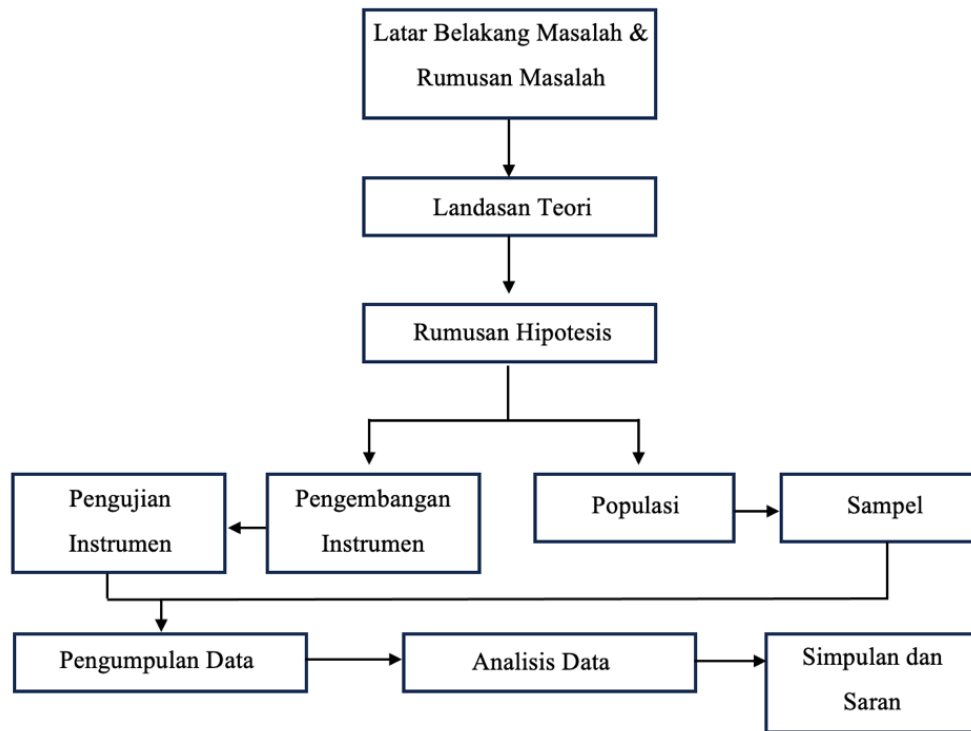 Latar Belakang Masalah &
Rumusan Masalah
Landasan Teori
Rumusan Hipotesis
Pengujian
Instrumen
Pengembangan
Instrumen
Populasi
Sampel
Pengumpulan Data
Analisis Data
Simpulan dan
Saran